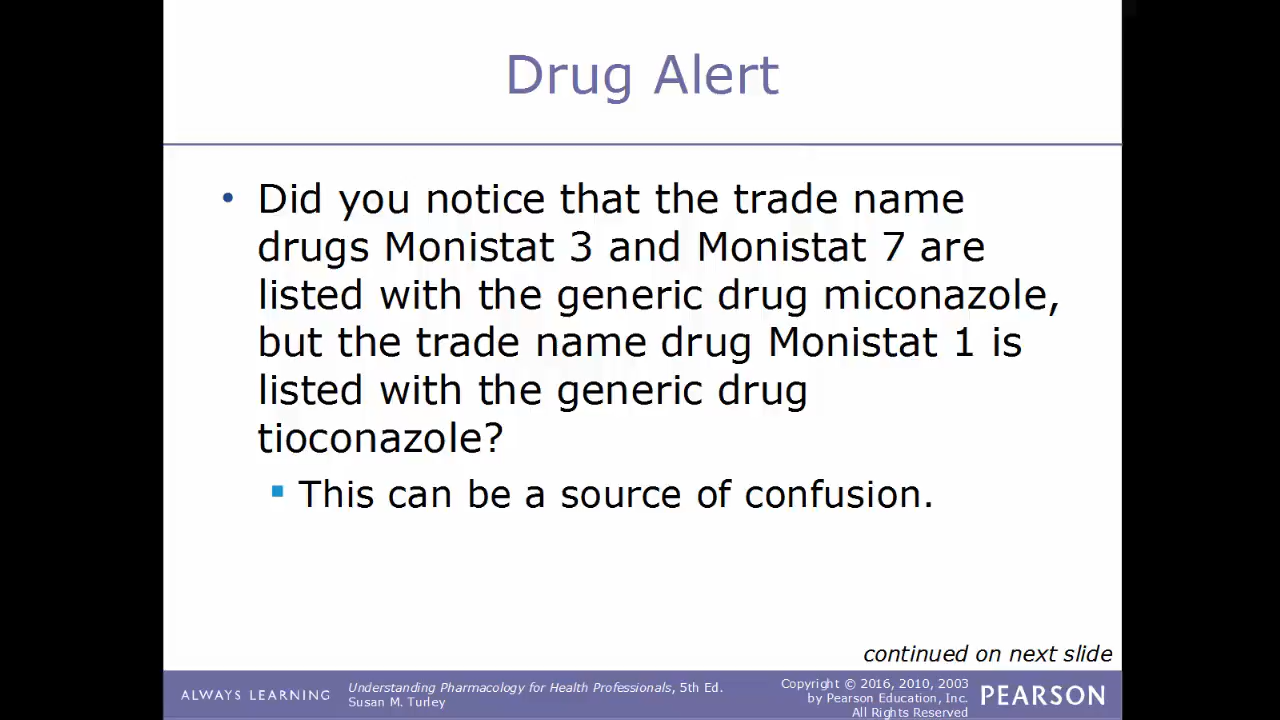 Drug Alert
• Did you notice that the trade name
drugs Monistat 3 and Monistat 7 are
listed with the generic drug miconazole,
but the trade name drug Monistat 1 is
listed with the generic drug
tioconazole?
▪ This can be a source of confusion.
continued on next slide
ALWAYS LEARNING
Understanding Pharmacology for Health Professionals, 5th Ed.
Susan M. Turley
Copyright © 2016, 2010, 2003
by Pearson Education, Inc.
All Rights Reserved
PEARSON